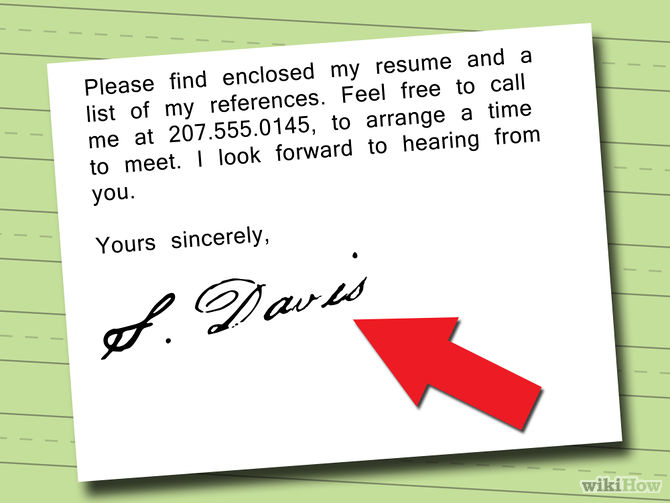 Please find enclosed my resume and a
list of my references. Feel free to call
me at 207.555.0145, to arrange a time
to meet. I look forward to hearing from
you.
Yours sincerely,
S. Davis
wikiHow